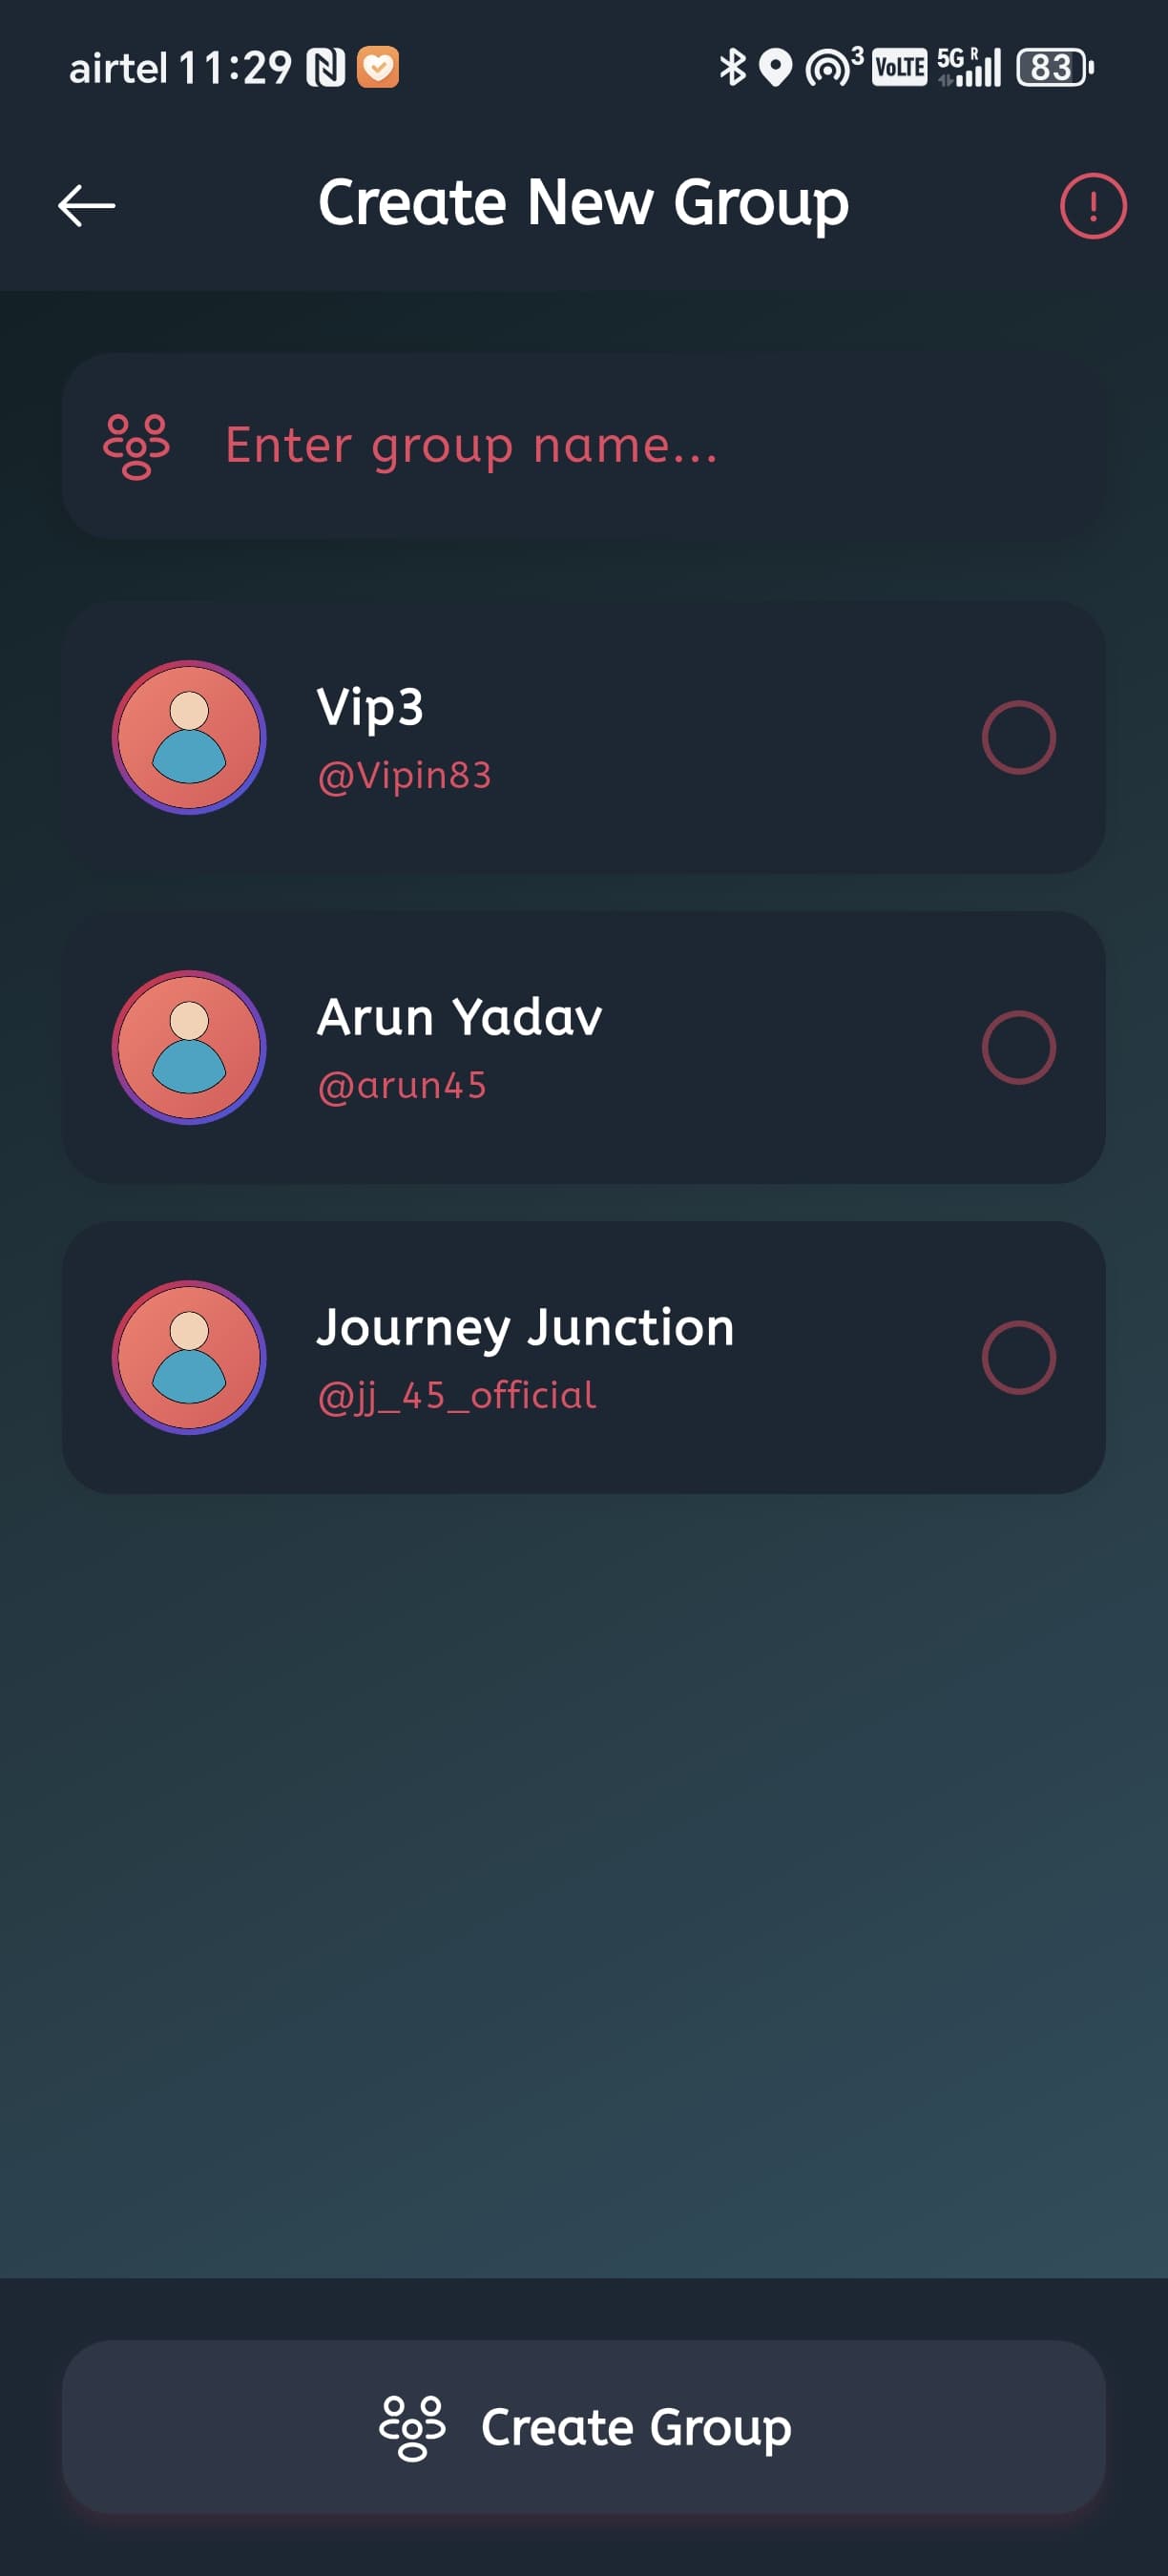 airtel 11:29
3 VoLTE 5G R 83
Create New Group
Enter group name...
Vip3
@Vipin83
Arun Yadav
@arun45
Journey Junction
@jj_45_official
Create Group